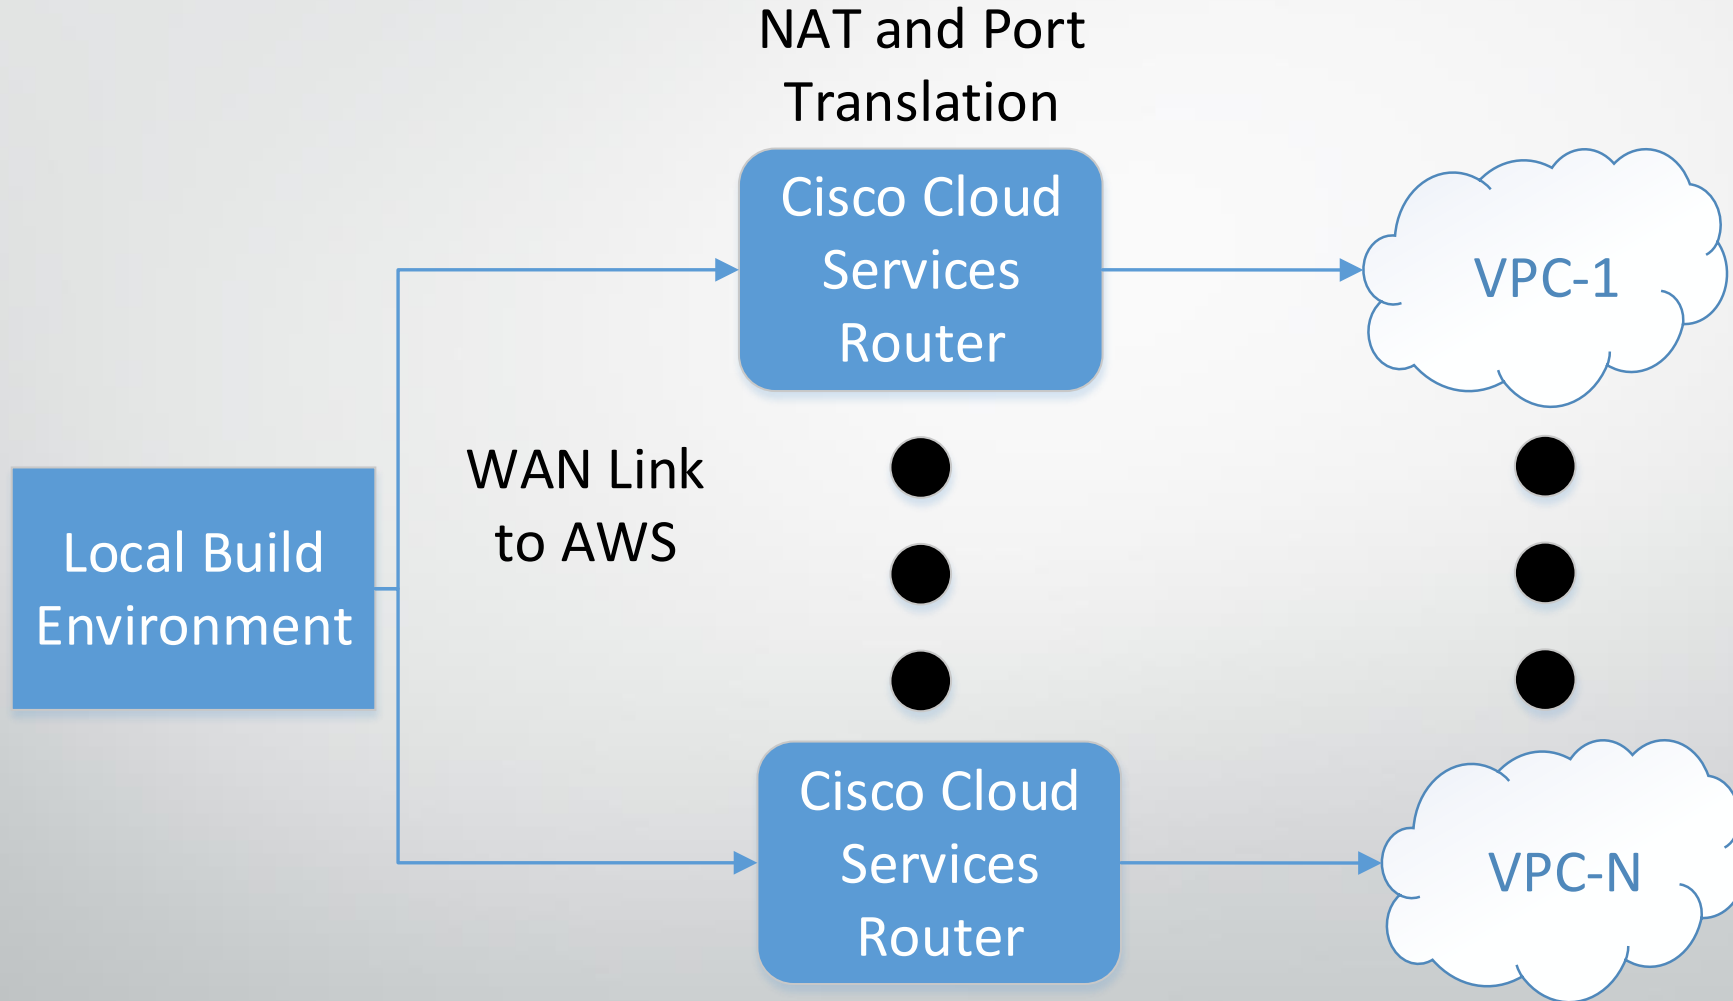 NAT and Port
Translation
Cisco Cloud
Services
Router
VPC-1
WAN Link
to AWS
Local Build
Environment
Cisco Cloud
Services
Router
VPC-N